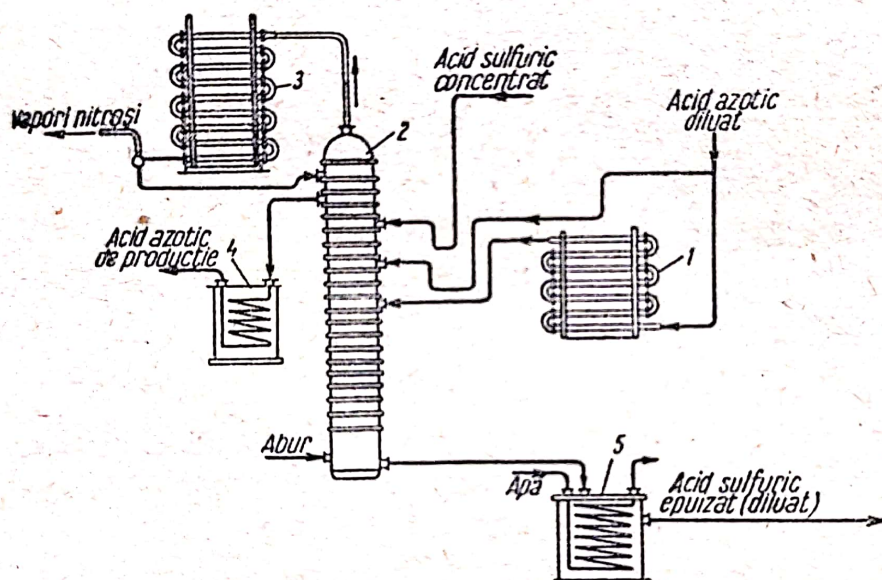 Acid sulfuric
concentrat
Acid azotic
diluat
3
Vapori nitroși
2
Acid azotic
de productie
4
1
Abur
5
Apă
Acid sulfuric
epuizat (diluat)